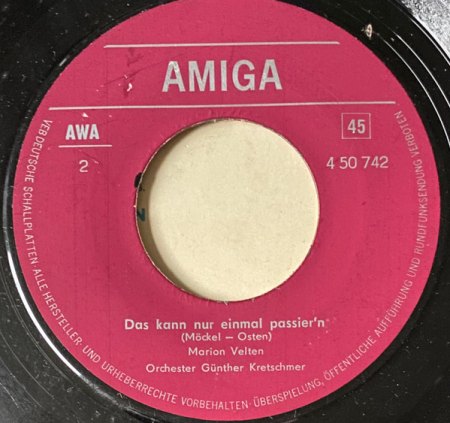 AMIGA
AWA
45
2
4 50 742
Das kann nur einmal passier'n
(Möckel – Osten)
Marion Velten
Orchester Günther Kretschmer
VEB DEUTSCHE SCHALLPLATTEN ALLE HERSTELLER- UND URHEBERRECHTE VORBEHALTEN· ÜBERSPIELUNG, ÖFFENTLICHE AUFFÜHRUNG UND RUNDFUNKSENDUNG VERBOTEN